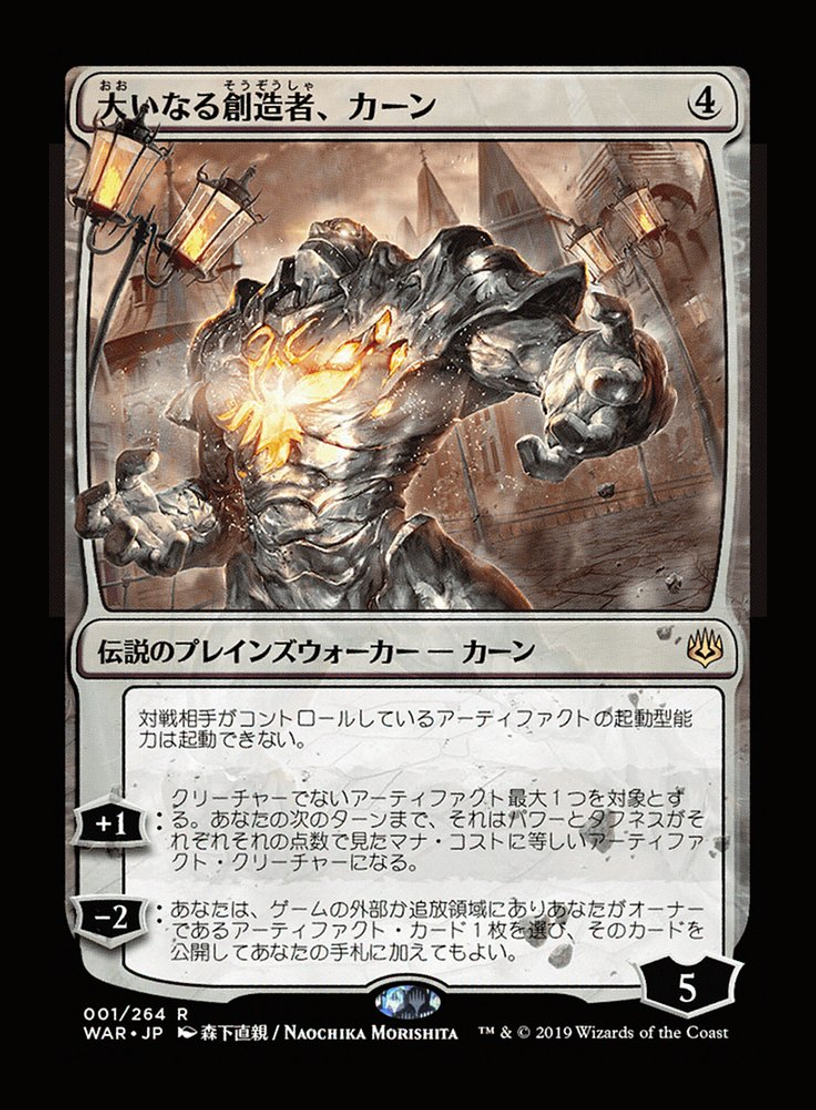 大いなる創造者、カーン 4
おお そうぞうしゃ
伝説のプレインズウォーカー — カーン
対戦相手がコントロールしているアーティファクトの起動型能
力は起動できない。
+1 : クリーチャーでないアーティファクト最大1つを対象とす
る。あなたの次のターンまで、それはパワーとタフネスがそ
れぞれそれの点数で見たマナ・コストに等しいアーティファ
クト・クリーチャーになる。
-2 : あなたは、ゲームの外部か追放領域にありあなたがオーナー
であるアーティファクト・カード1枚を選び、そのカードを
公開してあなたの手札に加えてもよい。
5
001/264 R
WAR • JP 森下直親 / Naochika Morishita ™ & © 2019 Wizards of the Coast